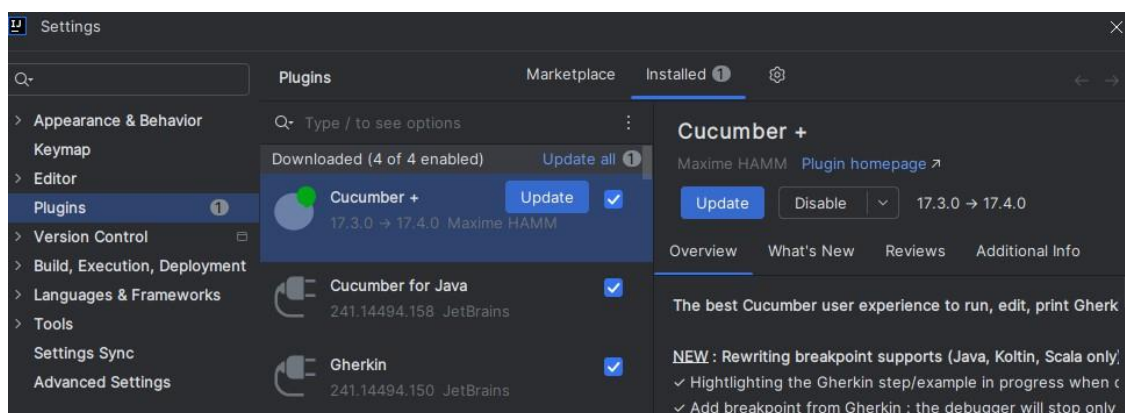 Settings
Plugins
Marketplace
Installed 1
Appearance & Behavior
Keymap
Editor
Plugins 1
Version Control
Build, Execution, Deployment
Languages & Frameworks
Tools
Settings Sync
Advanced Settings
Type / to see options
Downloaded (4 of 4 enabled) Update all 1
Cucumber + Update
17.3.0 → 17.4.0 Maxime HAMM
Cucumber for Java
241.14494.158 JetBrains
Gherkin
241.14494.150 JetBrains
Cucumber +
Maxime HAMM Plugin homepage ↗
Update Disable 17.3.0 → 17.4.0
Overview What's New Reviews Additional Info
The best Cucumber user experience to run, edit, print Gherk
NEW : Rewriting breakpoint supports (Java, Koltin, Scala only
✓ Hightlighting the Gherkin step/example in progress when
✓ Add breakpoint from Gherkin : the debugger will stop only